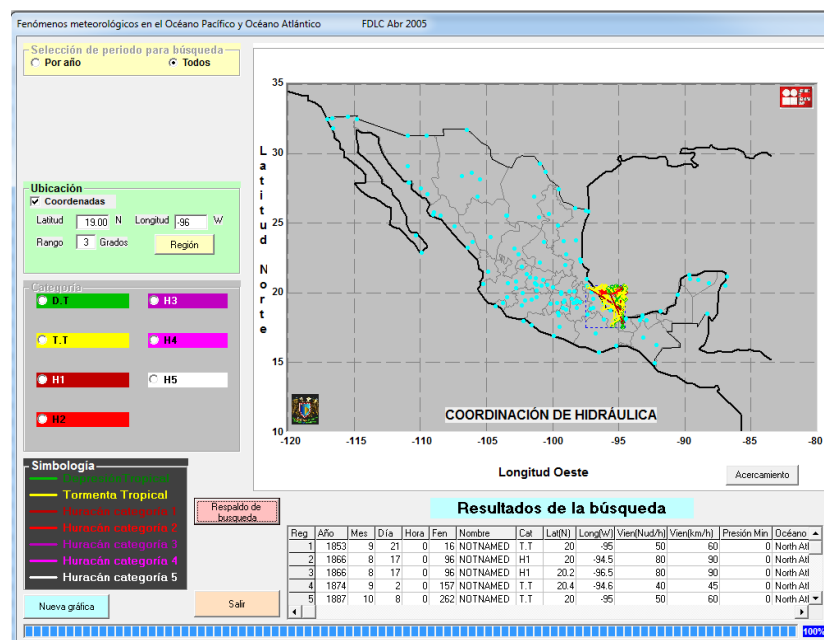 Fenómenos meteorológicos en el Océano Pacífico y Océano Atlántico FDLC Abr 2005
Selección de periodo para búsqueda
Por año Todos
Ubicación
Coordenadas
Latitud 19.00 N Longitud -96 W
Rango 3 Grados Región
Categoría
D.T H3
T.T H4
H1 H5
H2
Simbología
Depresión Tropical
Tormenta Tropical
Huracán categoría 1
Huracán categoría 2
Huracán categoría 3
Huracán categoría 4
Huracán categoría 5
Nueva gráfica
Respaldo de busqueda
Salir
Latitud Norte
35
30
25
20
15
10
-120 -115 -110 -105 -100 -95 -90 -85 -80
COORDINACIÓN DE HIDRÁULICA
Longitud Oeste
Acercamiento
Resultados de la búsqueda
Reg Año Mes Día Hora Fen Nombre Cat Lat(N) Long(W) Vien(Nud/h) Vien(km/h) Presión Min Océano
1 1853 9 21 0 16 NOTNAMED T.T 20 -95 50 60 0 North Atl
2 1866 8 17 0 96 NOTNAMED H1 20 -94.5 80 90 0 North Atl
3 1866 8 17 0 96 NOTNAMED H1 20.2 -96.5 80 90 0 North Atl
4 1874 9 2 0 157 NOTNAMED T.T 20.4 -94.6 40 45 0 North Atl
5 1887 10 8 0 262 NOTNAMED T.T 20 -95 50 60 0 North Atl
100%